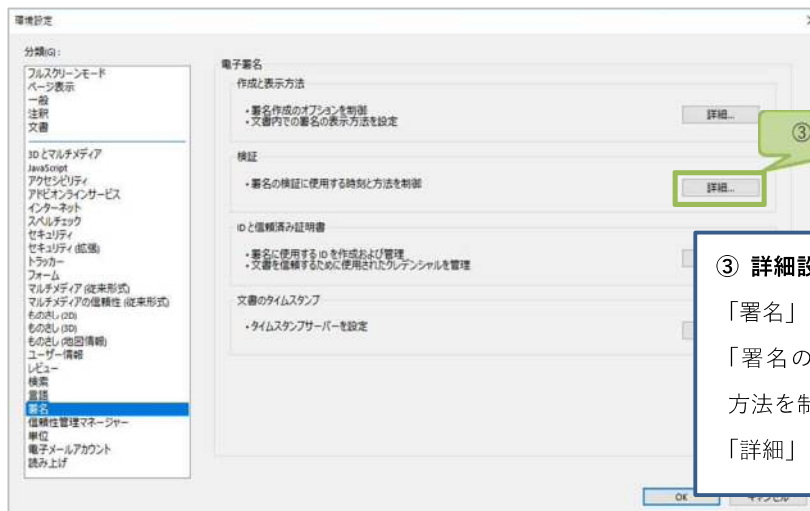 環境設定
分類(G):
フルスクリーンモード
ページ表示
一般
注釈
文書
3Dとマルチメディア
JavaScript
アクセシビリティ
アドビオンラインサービス
インターネット
スペルチェック
セキュリティ
セキュリティ (拡張)
トラッカー
フォーム
マルチメディア (従来形式)
マルチメディアの信頼性 (従来形式)
ものさし (2D)
ものさし (3D)
ものさし (地図情報)
ユーザー情報
レビュー
検索
言語
署名
信頼性管理マネージャー
単位
電子メールアカウント
読み上げ
電子署名
作成と表示方法
・署名作成のオプションを制御
・文書内での署名の表示方法を設定
詳細...
③
検証
・署名の検証に使用する時刻と方法を制御
詳細...
IDと信頼済み証明書
・署名に使用する ID を作成および管理
・文書を信頼するために使用されたクレデンシャルを管理
文書のタイムスタンプ
・タイムスタンプサーバーを設定
③ 詳細設
「署名」
「署名の
方法を制
「詳細」
OK
キャンセル